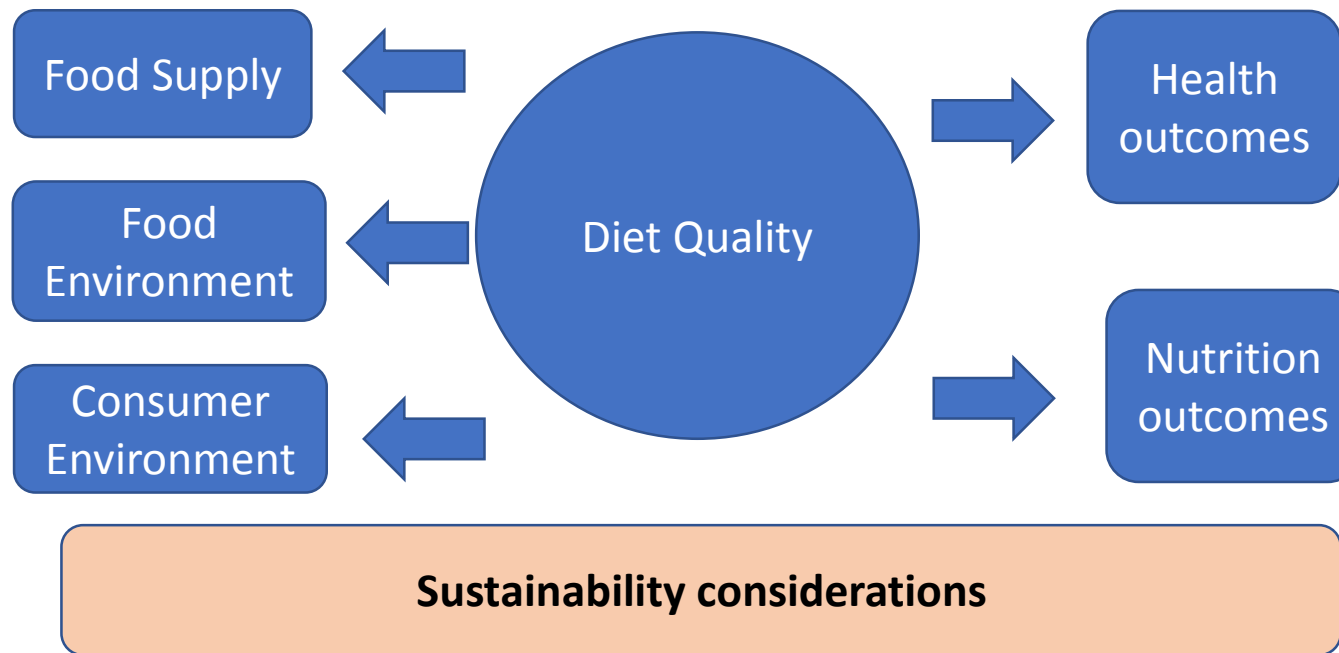 Food Supply
Food
Environment
Consumer
Environment
Diet Quality
Health
outcomes
Nutrition
outcomes
Sustainability considerations